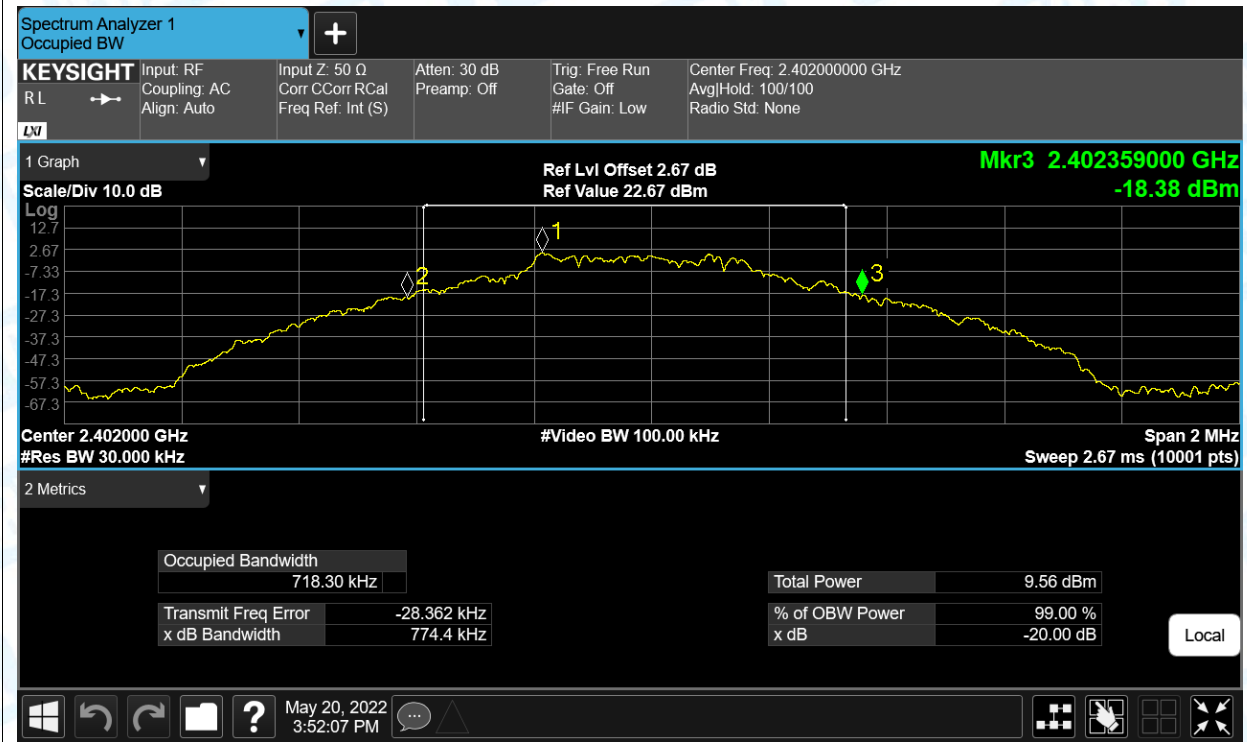 Spectrum Analyzer 1
Occupied BW
KEYSIGHT
R L
LXI
Input: RF
Coupling: AC
Align: Auto
Input Z: 50 Ω
Corr CCorr RCal
Freq Ref: Int (S)
Atten: 30 dB
Preamp: Off
Trig: Free Run
Gate: Off
#IF Gain: Low
Center Freq: 2.402000000 GHz
Avg|Hold: 100/100
Radio Std: None
1 Graph
Scale/Div 10.0 dB
Ref Lvl Offset 2.67 dB
Ref Value 22.67 dBm
Mkr3 2.402359000 GHz
-18.38 dBm
Log
12.7
2.67
-7.33
-17.3
-27.3
-37.3
-47.3
-57.3
-67.3
1
2
3
Center 2.402000 GHz
#Video BW 100.00 kHz
Span 2 MHz
#Res BW 30.000 kHz
Sweep 2.67 ms (10001 pts)
2 Metrics
Occupied Bandwidth
718.30 kHz
Transmit Freq Error -28.362 kHz
x dB Bandwidth 774.4 kHz
Total Power 9.56 dBm
% of OBW Power 99.00 %
x dB -20.00 dB
Local
?
May 20, 2022
3:52:07 PM